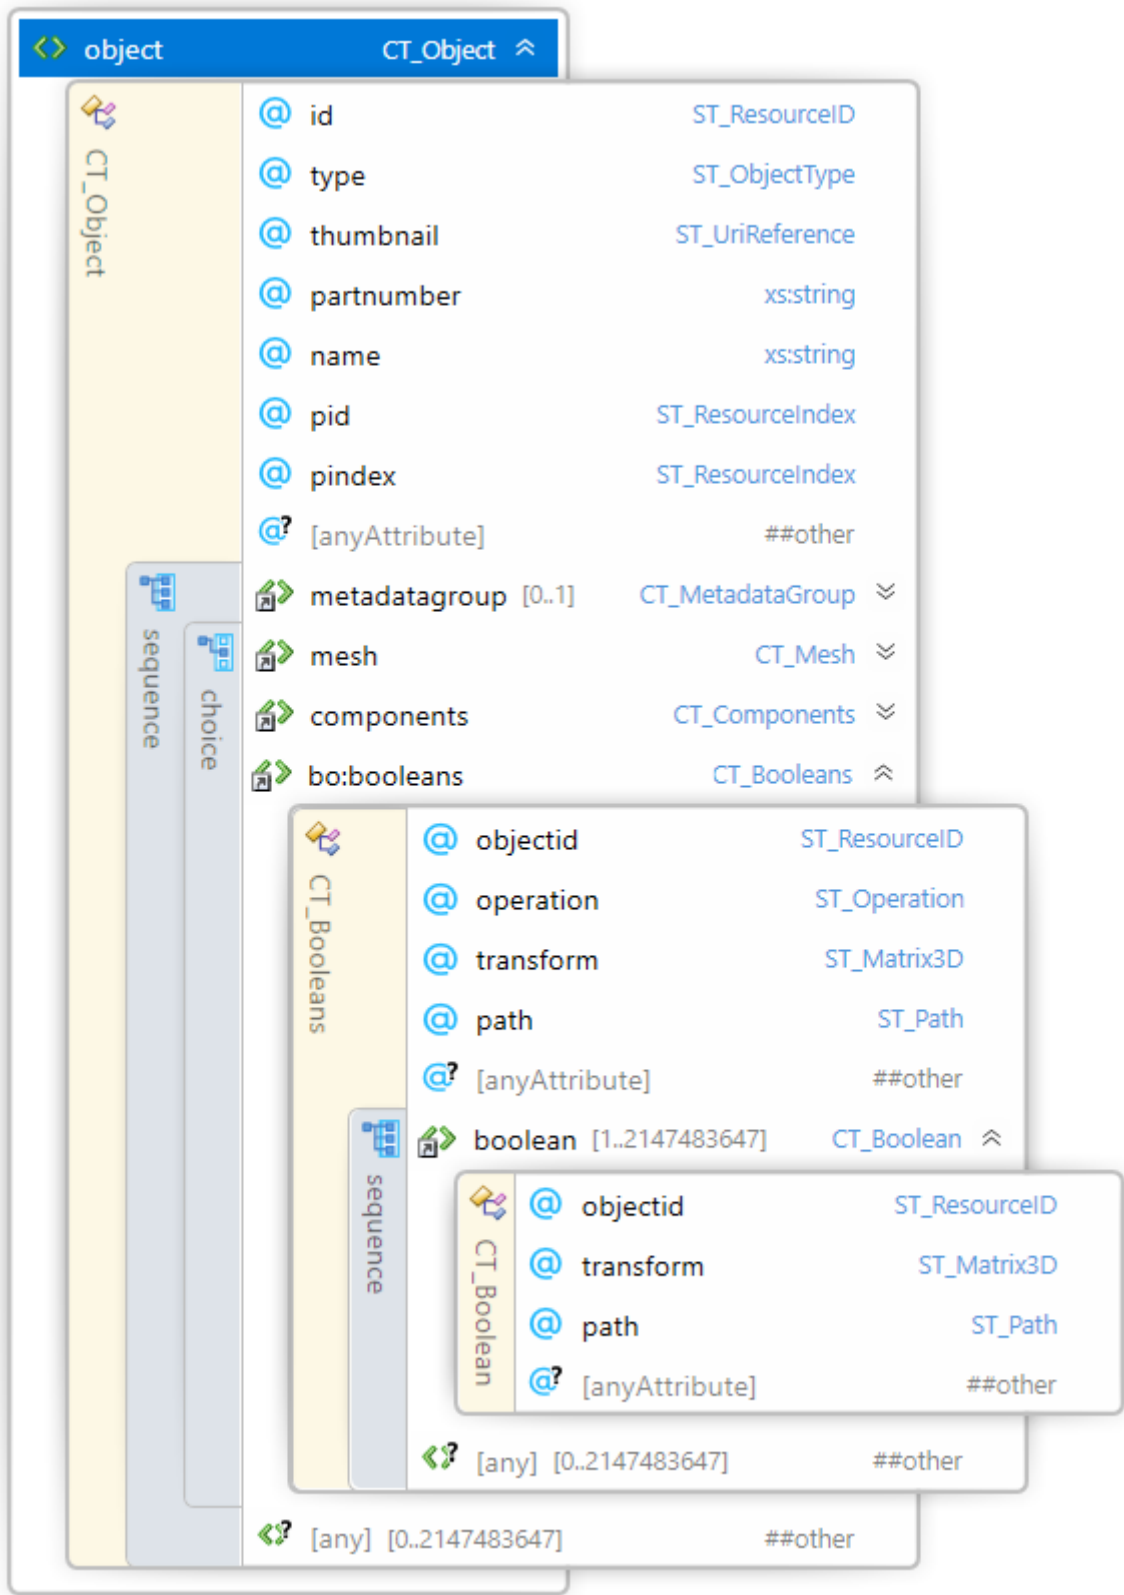 object CT_Object
CT_Object
@ id ST_ResourceID
@ type ST_ObjectType
@ thumbnail ST_UriReference
@ partnumber xs:string
@ name xs:string
@ pid ST_ResourceIndex
@ pindex ST_ResourceIndex
@? [anyAttribute] ##other
sequence
metadatagroup [0..1] CT_MetadataGroup
choice
mesh CT_Mesh
components CT_Components
bo:booleans CT_Booleans
CT_Booleans
@ objectid ST_ResourceID
@ operation ST_Operation
@ transform ST_Matrix3D
@ path ST_Path
@? [anyAttribute] ##other
sequence
boolean [1..2147483647] CT_Boolean
CT_Boolean
@ objectid ST_ResourceID
@ transform ST_Matrix3D
@ path ST_Path
@? [anyAttribute] ##other
? [any] [0..2147483647] ##other
? [any] [0..2147483647] ##other